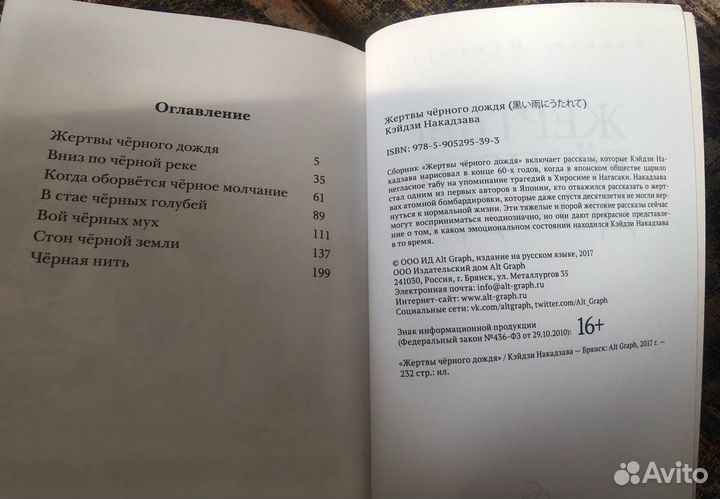 Оглавление
Жертвы чёрного дождя 5
Вниз по чёрной реке 35
Когда оборвётся чёрное молчание 61
В стае чёрных голубей 89
Вой чёрных мух 111
Стон чёрной земли 137
Чёрная нить 199
Жертвы чёрного дождя (黒い雨にうたれて)
Кэйдзи Накадзава
ISBN: 978-5-905295-39-3
Сборник «Жертвы чёрного дождя» включает рассказы, которые Кэйдзи На-
кадзава нарисовал в конце 60-х годов, когда в японском обществе царило
негласное табу на упоминание трагедий в Хиросиме и Нагасаки. Накадзава
стал одним из первых авторов в Японии, кто отважился рассказать о жерт-
вах атомной бомбардировки, которые даже спустя десятилетия не могли вер-
нуться к нормальной жизни. Эти тяжелые и порой жестокие рассказы сейчас
могут восприниматься неоднозначно, но они дают прекрасное представле-
ние о том, в каком эмоциональном состоянии находился Кэйдзи Накадзава
в то время.
© ООО ИД Alt Graph, издание на русском языке, 2017
ООО Издательский дом Alt Graph
241030, Россия, г. Брянск, ул. Металлургов 35
Электронная почта: info@alt-graph.ru
Интернет-сайт: www.alt-graph.ru
Социальные сети: vk.com/altgraph, twitter.com/Alt_Graph
Знак информационной продукции
(Федеральный закон №436-ФЗ от 29.10.2010): 16+
«Жертвы чёрного дождя» / Кэйдзи Накадзава — Брянск: Alt Graph, 2017 г. —
232 стр.: ил.
Avito